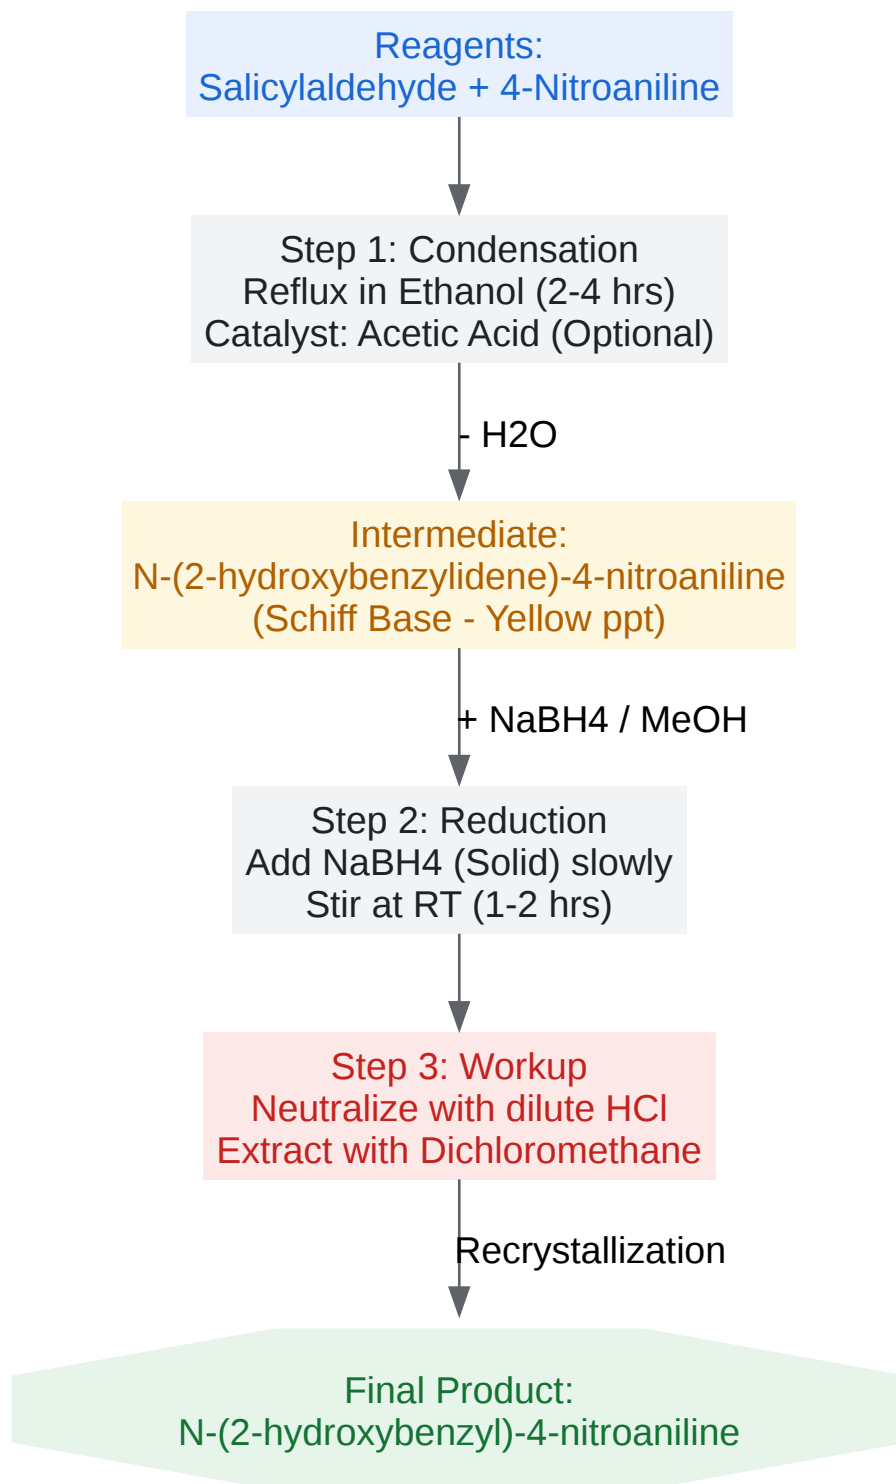 Reagents:
Salicylaldehyde + 4-Nitroaniline
Step 1: Condensation
Reflux in Ethanol (2-4 hrs)
Catalyst: Acetic Acid (Optional)
- H2O
Intermediate:
N-(2-hydroxybenzylidene)-4-nitroaniline
(Schiff Base - Yellow ppt)
+ NaBH4 / MeOH
Step 2: Reduction
Add NaBH4 (Solid) slowly
Stir at RT (1-2 hrs)
Step 3: Workup
Neutralize with dilute HCl
Extract with Dichloromethane
Recrystallization
Final Product:
N-(2-hydroxybenzyl)-4-nitroaniline